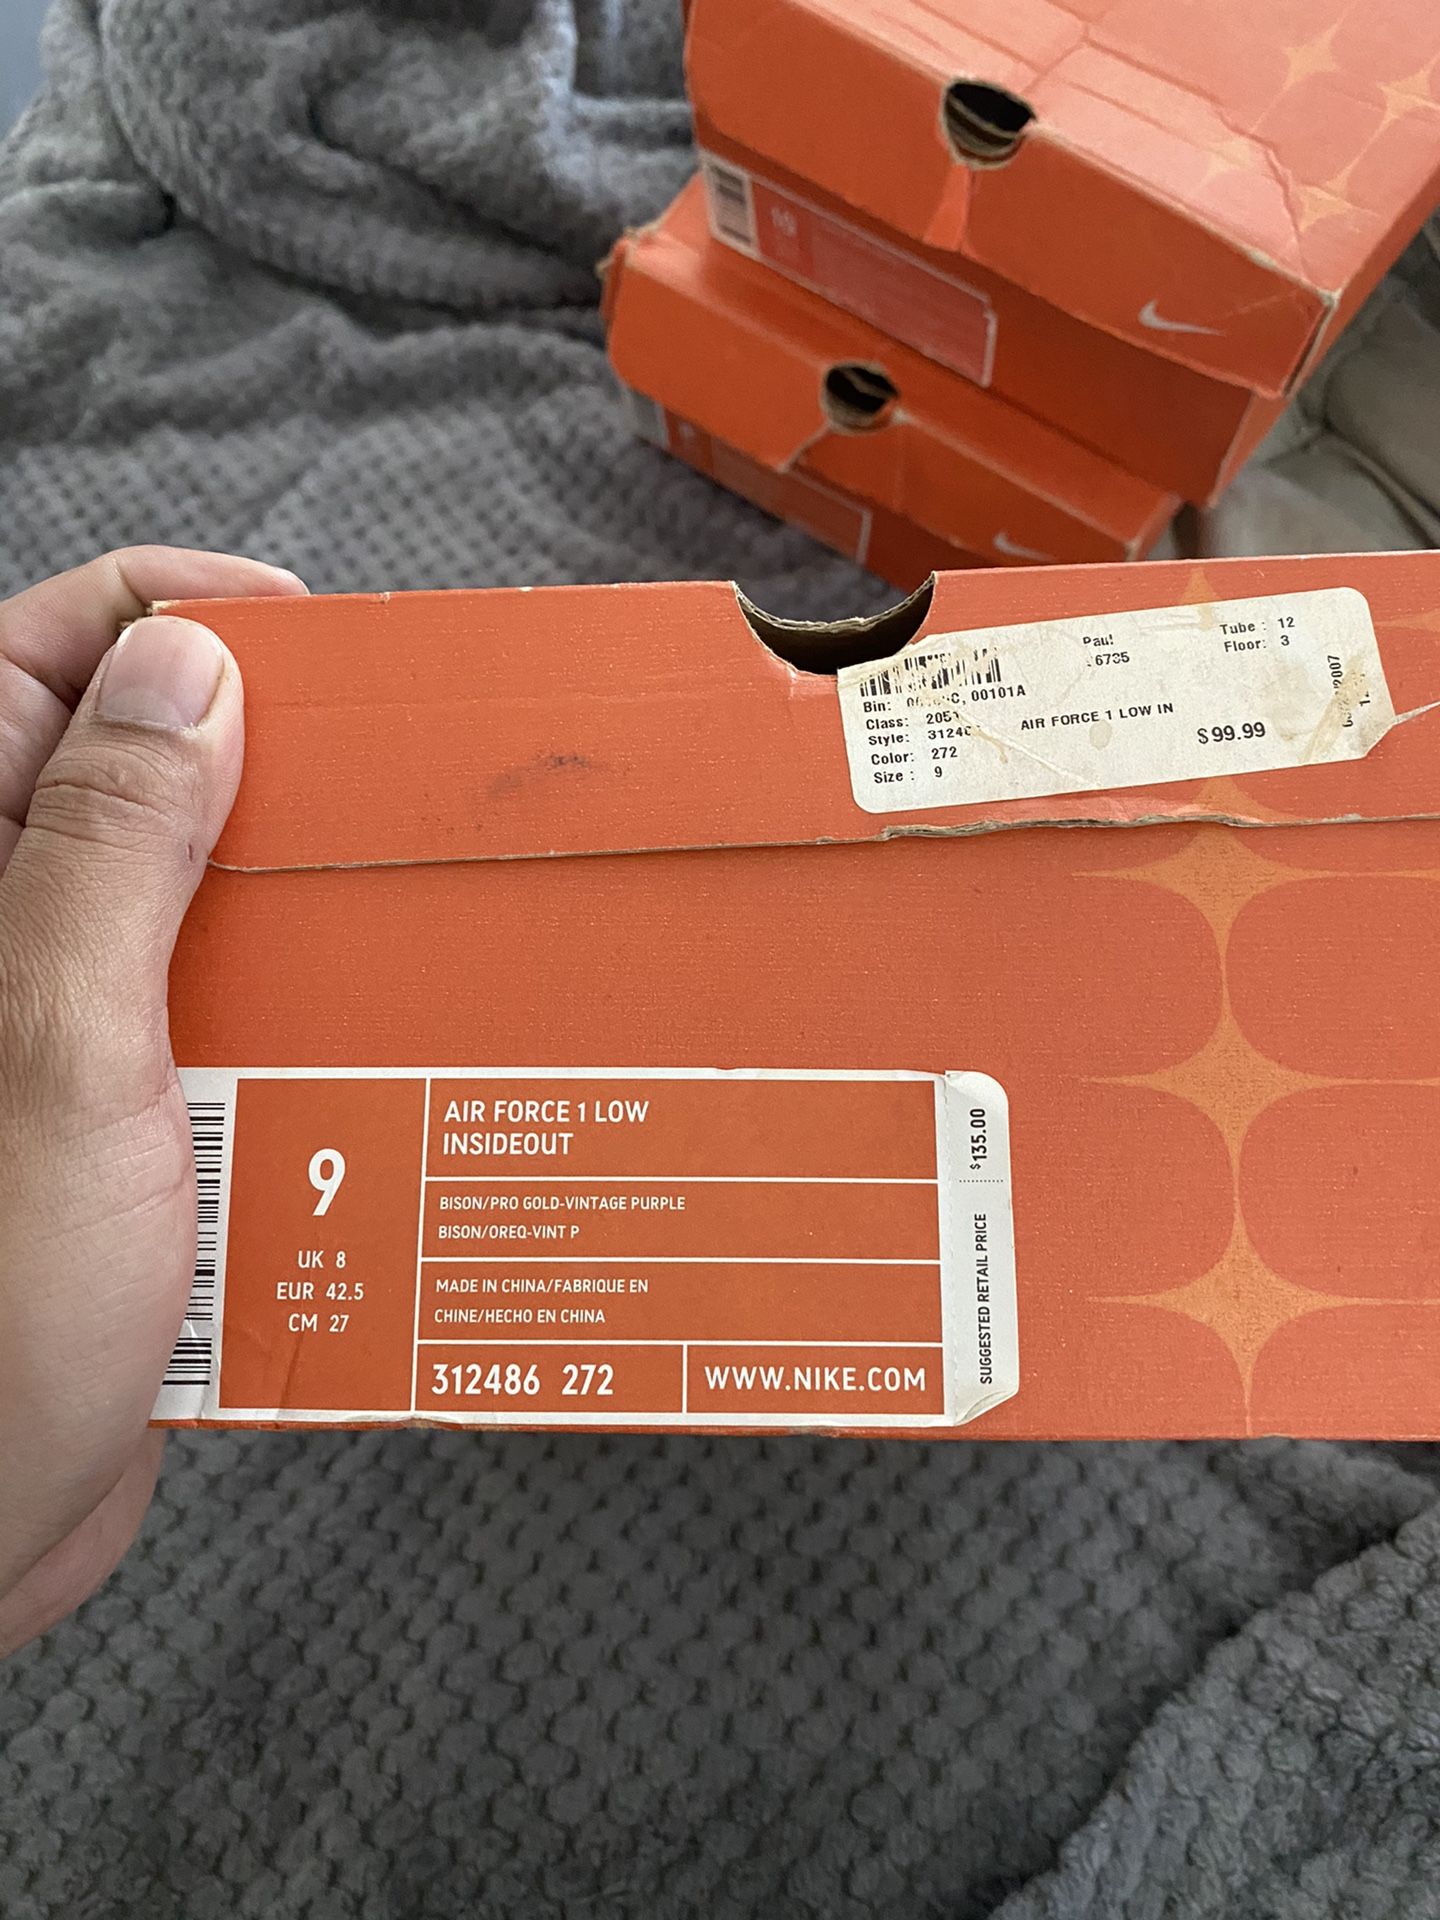 Paul
Tube : 12
Floor: 3
Bin: 00101A
Class:
Style:
AIR FORCE 1 LOW IN
$99.99
Color: 272
Size : 9
9
UK 8
EUR 42.5
CM 27
AIR FORCE 1 LOW
INSIDEOUT
BISON/PRO GOLD-VINTAGE PURPLE
BISON/OREQ-VINT P
MADE IN CHINA/FABRIQUE EN
CHINE/HECHO EN CHINA
312486 272
WWW.NIKE.COM
SUGGESTED RETAIL PRICE
$135.00